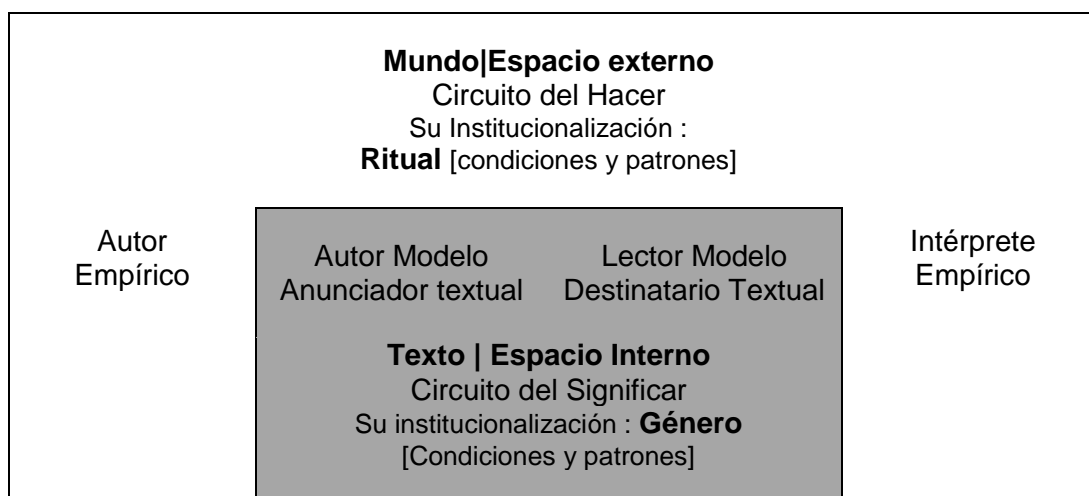 Mundo|Espacio externo
Circuito del Hacer
Su Institucionalización :
Ritual [condiciones y patrones]
Autor
Empírico
Autor Modelo
Anunciador textual
Lector Modelo
Destinatario Textual
Intérprete
Empírico
Texto | Espacio Interno
Circuito del Significar
Su institucionalización : Género
[Condiciones y patrones]